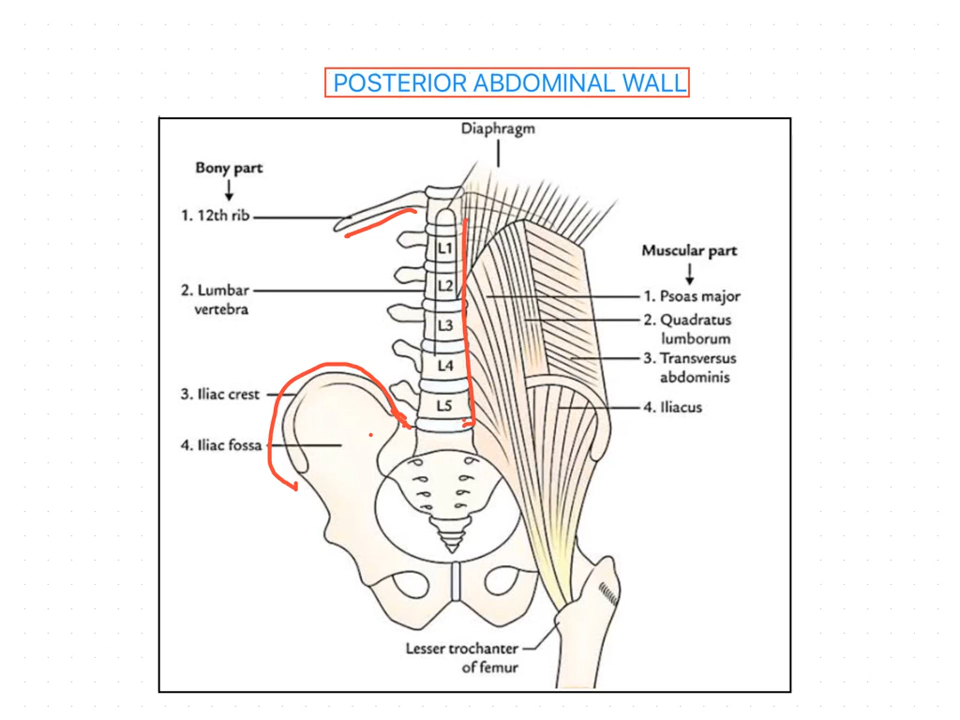 POSTERIOR ABDOMINAL WALL
Diaphragm
Bony part
1. 12th rib
2. Lumbar
vertebra
3. Iliac crest
4. Iliac fossa
L1
L2
L3
L4
L5
Muscular part
1. Psoas major
2. Quadratus
lumborum
3. Transversus
abdominis
4. Iliacus
Lesser trochanter
of femur